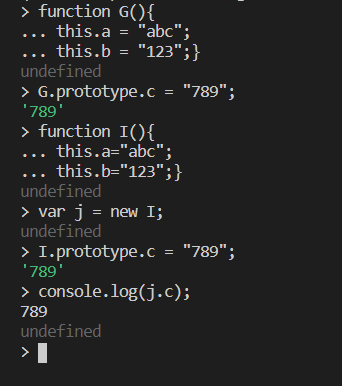 > function G(){
... this.a = "abc";
... this.b = "123";}
undefined
> G.prototype.c = "789";
'789'
> function I(){
... this.a="abc";
... this.b="123";}
undefined
> var j = new I;
undefined
> I.prototype.c = "789";
'789'
> console.log(j.c);
789
undefined
>